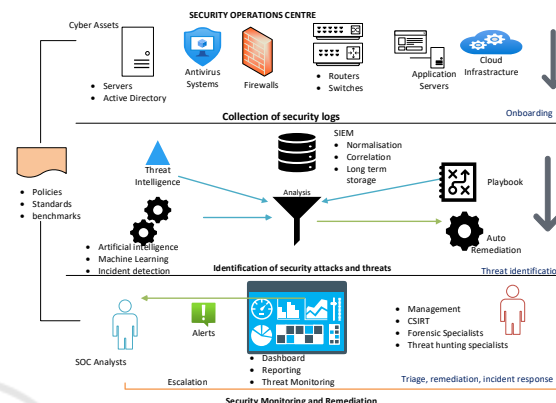 SECURITY OPERATIONS CENTRE
Cyber Assets
Servers
Active Directory
Antivirus
Systems
Firewalls
Routers
Switches
Application
Servers
Cloud
Infrastracture
Collection of security logs
Onboarding
Policies
Standards
benchmarks
Threat
Intelligence
SIEM
Normalisation
Correlation
Long term
storage
Analysis
Playbook
Artificial intelligence
Machine Learning
Incident detection
Auto
Remediation
Identification of security attacks and threats
Threat identificatio
SOC Analysts
Alerts
Dashboard
Reporting
Threat Monitoring
Management
CSIRT
Forensic Specialists
Threat hunting specialists
Escalation
Triage, remediation, incident response
Security Monitoring and Remediation